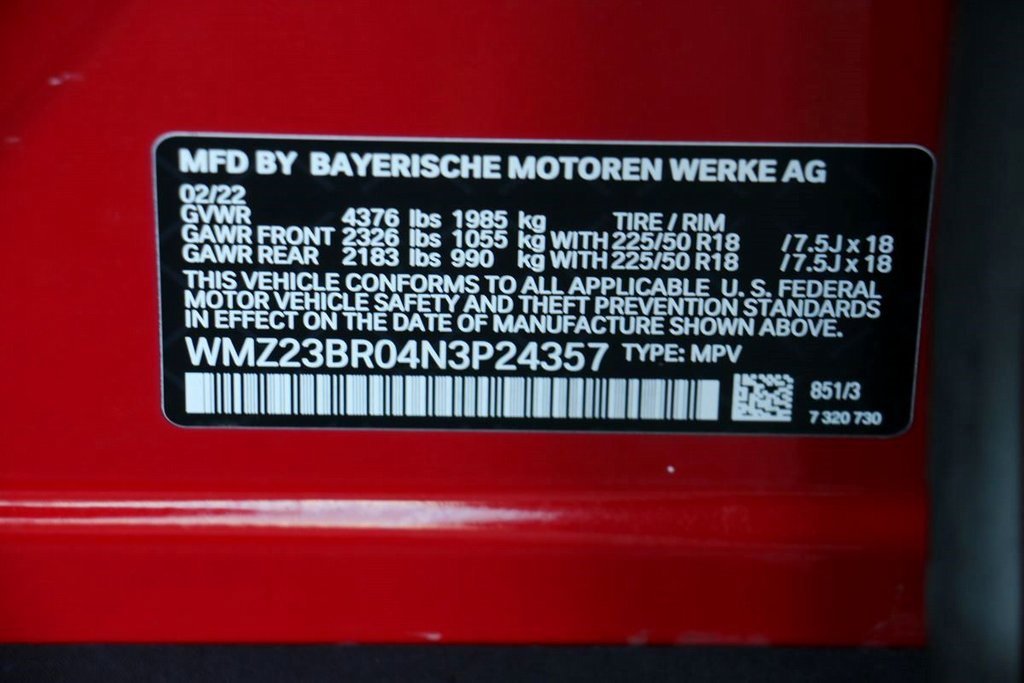 MFD BY BAYERISCHE MOTOREN WERKE AG
02/22
GVWR 4376 lbs 1985 kg TIRE / RIM
GAWR FRONT 2326 lbs 1055 kg WITH 225/50 R18 /7.5J x 18
GAWR REAR 2183 lbs 990 kg WITH 225/50 R18 /7.5J x 18
THIS VEHICLE CONFORMS TO ALL APPLICABLE U. S. FEDERAL
MOTOR VEHICLE SAFETY AND THEFT PREVENTION STANDARDS
IN EFFECT ON THE DATE OF MANUFACTURE SHOWN ABOVE.
WMZ23BR04N3P24357 TYPE: MPV
851/3
7 320 730